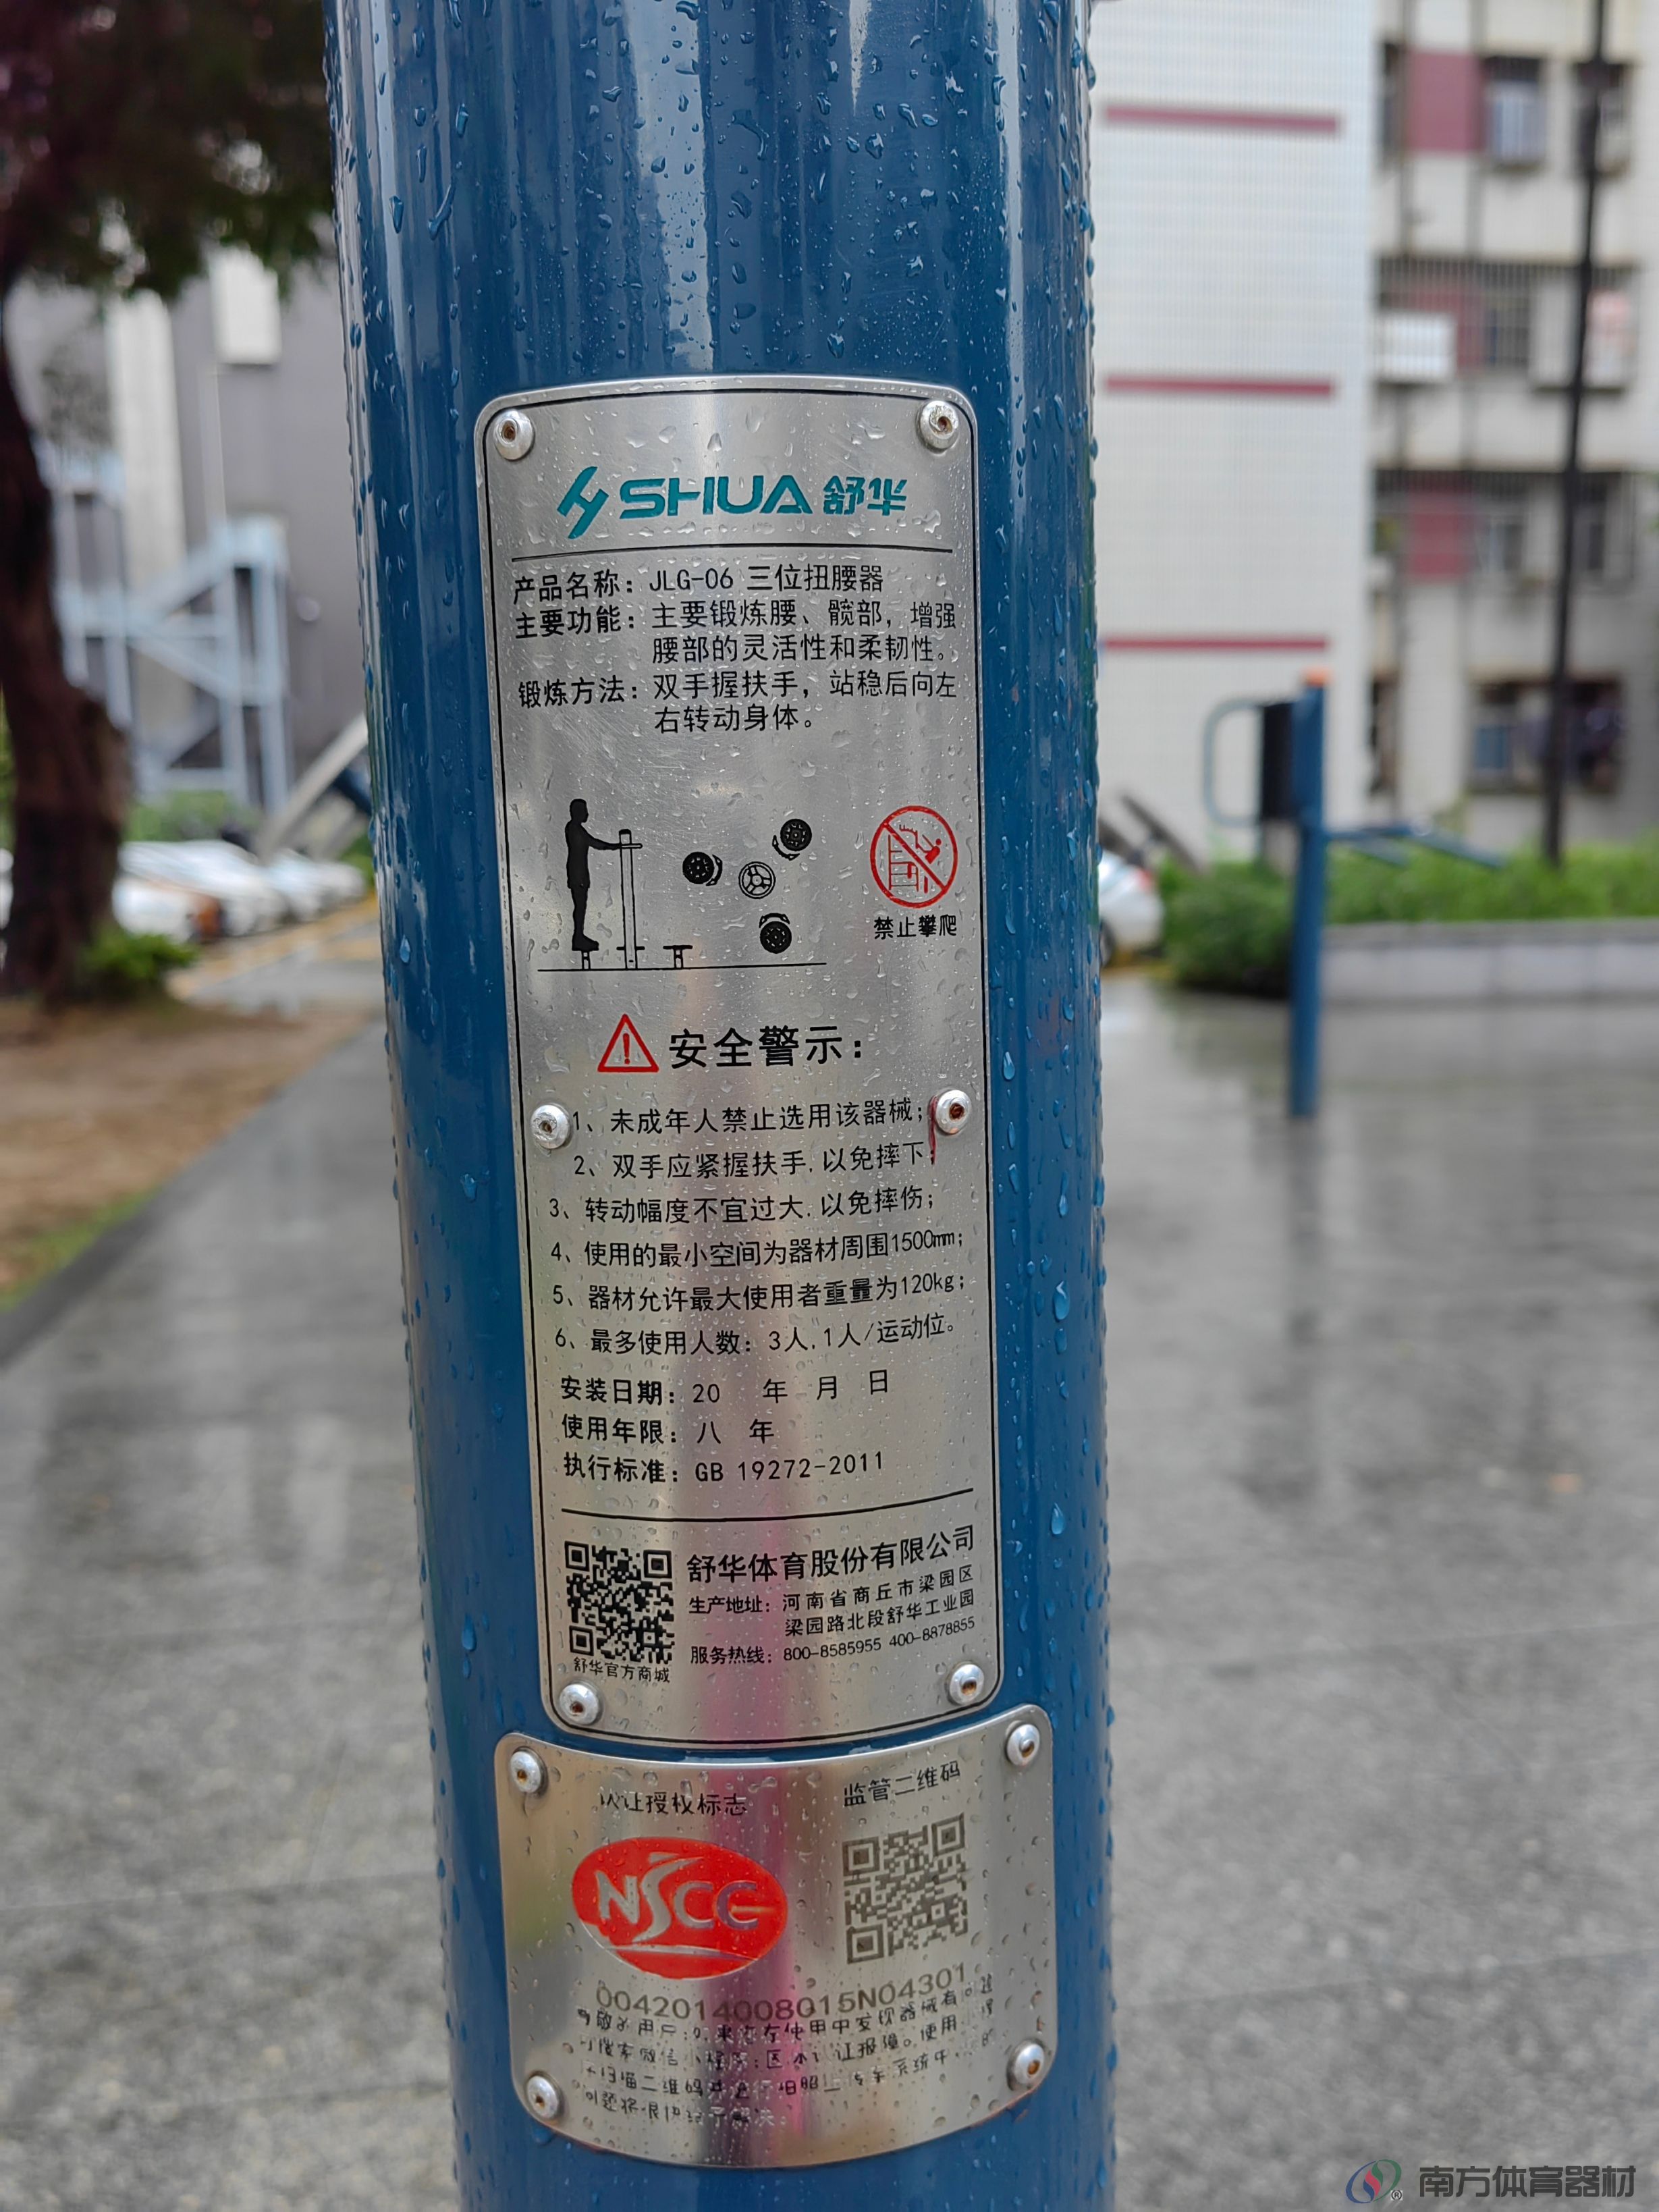 SHUA 舒华
产品名称：JLG-06 三位扭腰器
主要功能：主要锻炼腰、髋部，增强
腰部的灵活性和柔韧性。
锻炼方法：双手握扶手，站稳后向左
右转动身体。
禁止攀爬
安全警示：
1、未成年人禁止选用该器械；
2、双手应紧握扶手,以免摔下；
3、转动幅度不宜过大,以免摔伤；
4、使用的最小空间为器材周围1500mm；
5、器材允许最大使用者重量为120kg；
6、最多使用人数：3人,1人/运动位。
安装日期：20 年 月 日
使用年限：八 年
执行标准：GB 19272-2011
舒华体育股份有限公司
生产地址：河南省商丘市梁园区
梁园路北段舒华工业园
服务热线：800-8585955 400-8878855
舒华官方商城
认证授权标志 监管二维码
NSCC
0042014008015N04301
南方体育器材